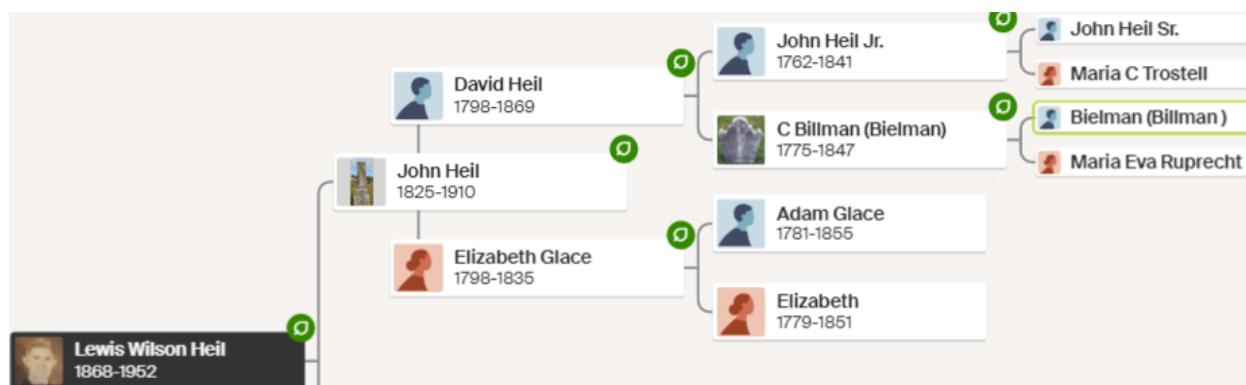 John Heil Sr.
John Heil Jr.
1762-1841
Maria C Trostell
David Heil
1798-1869
Bielman (Billman )
C Billman (Bielman)
1775-1847
Maria Eva Ruprecht
John Heil
1825-1910
Adam Glace
1781-1855
Elizabeth Glace
1798-1835
Elizabeth
1779-1851
Lewis Wilson Heil
1868-1952